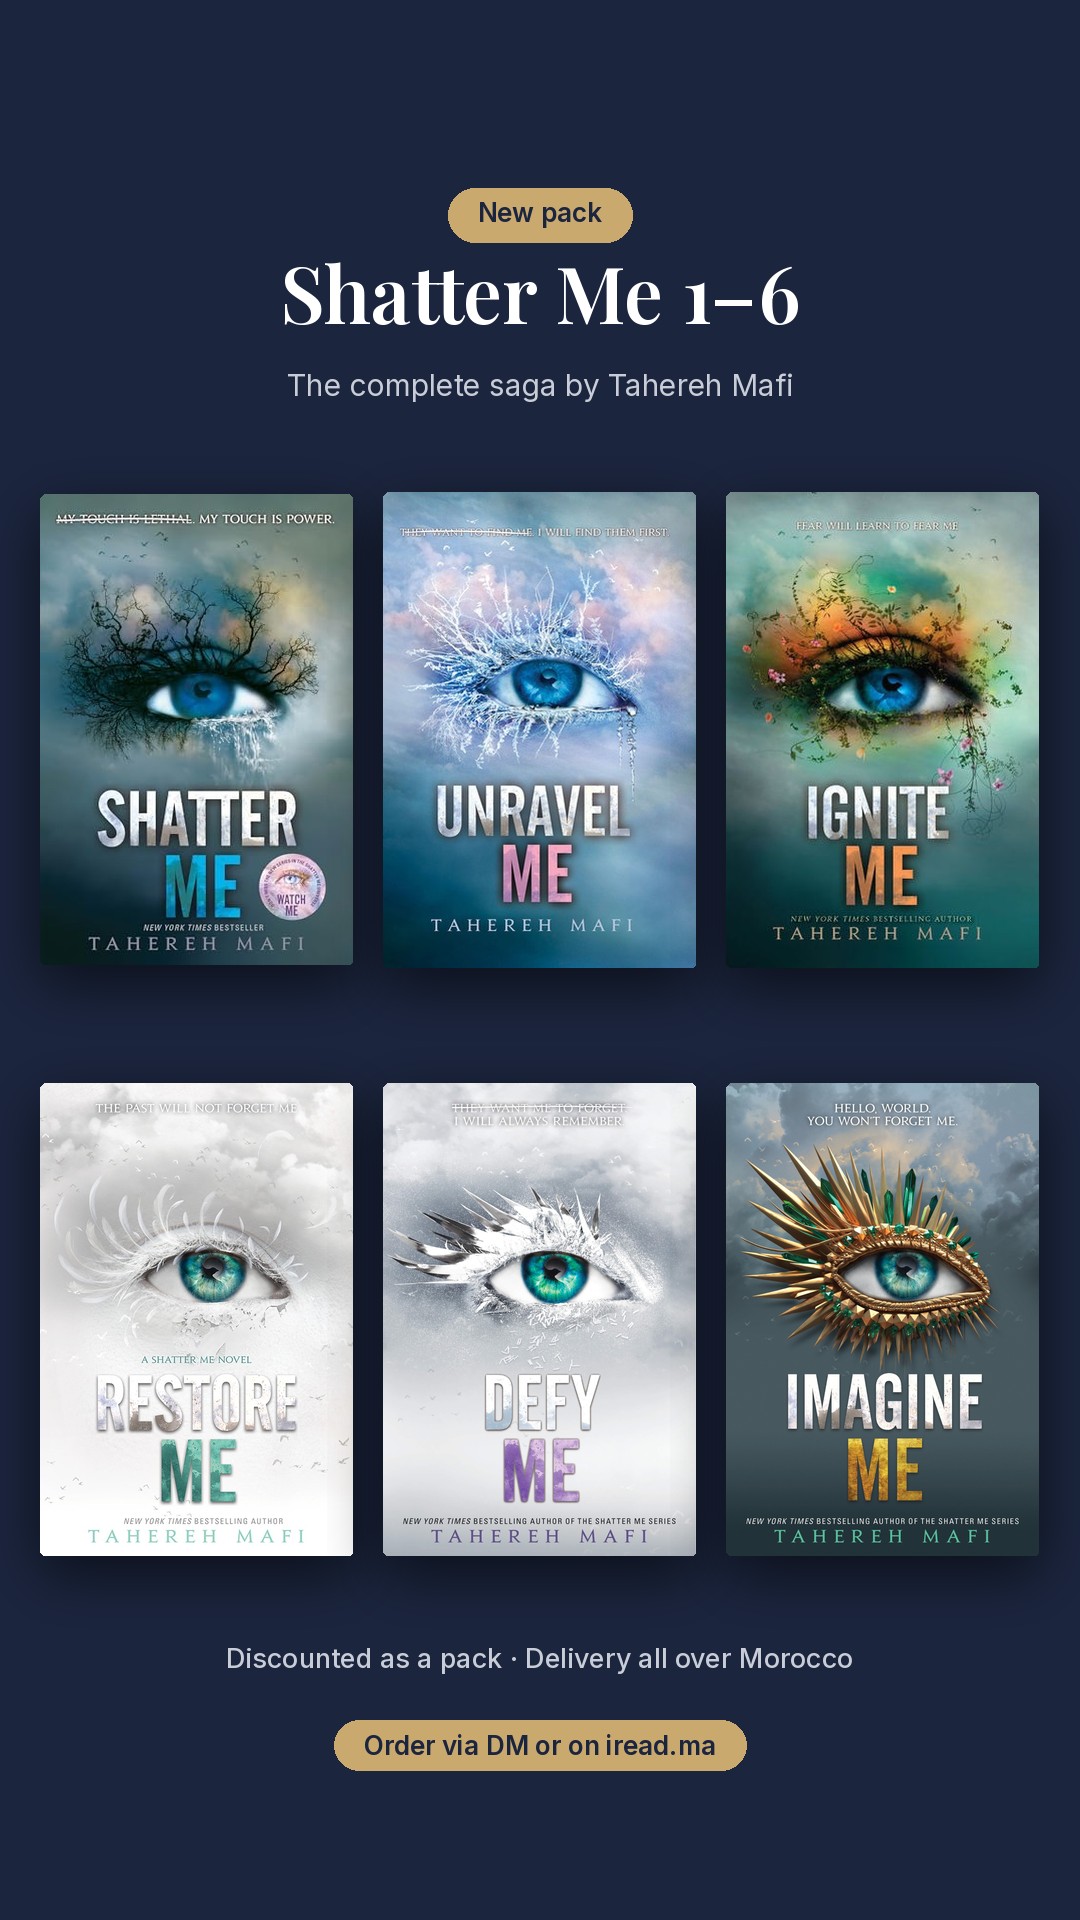 New pack
Shatter Me 1–6
The complete saga by Tahereh Mafi
MY TOUCH IS LETHAL. MY TOUCH IS POWER.
SHATTER
ME
WATCH
ME
NEW YORK TIMES BESTSELLER
TAHEREH MAFI
THEY WANT TO FIND ME. I WILL FIND THEM FIRST.
UNRAVEL
ME
TAHEREH MAFI
FEAR WILL LEARN TO FEAR ME
IGNITE
ME
NEW YORK TIMES BESTSELLING AUTHOR
TAHEREH MAFI
THE PAST WILL NOT FORGET ME
A SHATTER ME NOVEL
RESTORE
ME
NEW YORK TIMES BESTSELLING AUTHOR
TAHEREH MAFI
THEY WANT ME TO FORGET.
I WILL ALWAYS REMEMBER.
DEFY
ME
NEW YORK TIMES BESTSELLING AUTHOR OF THE SHATTER ME SERIES
TAHEREH MAFI
HELLO, WORLD.
YOU WON'T FORGET ME.
IMAGINE
ME
NEW YORK TIMES BESTSELLING AUTHOR OF THE SHATTER ME SERIES
TAHEREH MAFI
Discounted as a pack · Delivery all over Morocco
Order via DM or on iread.ma